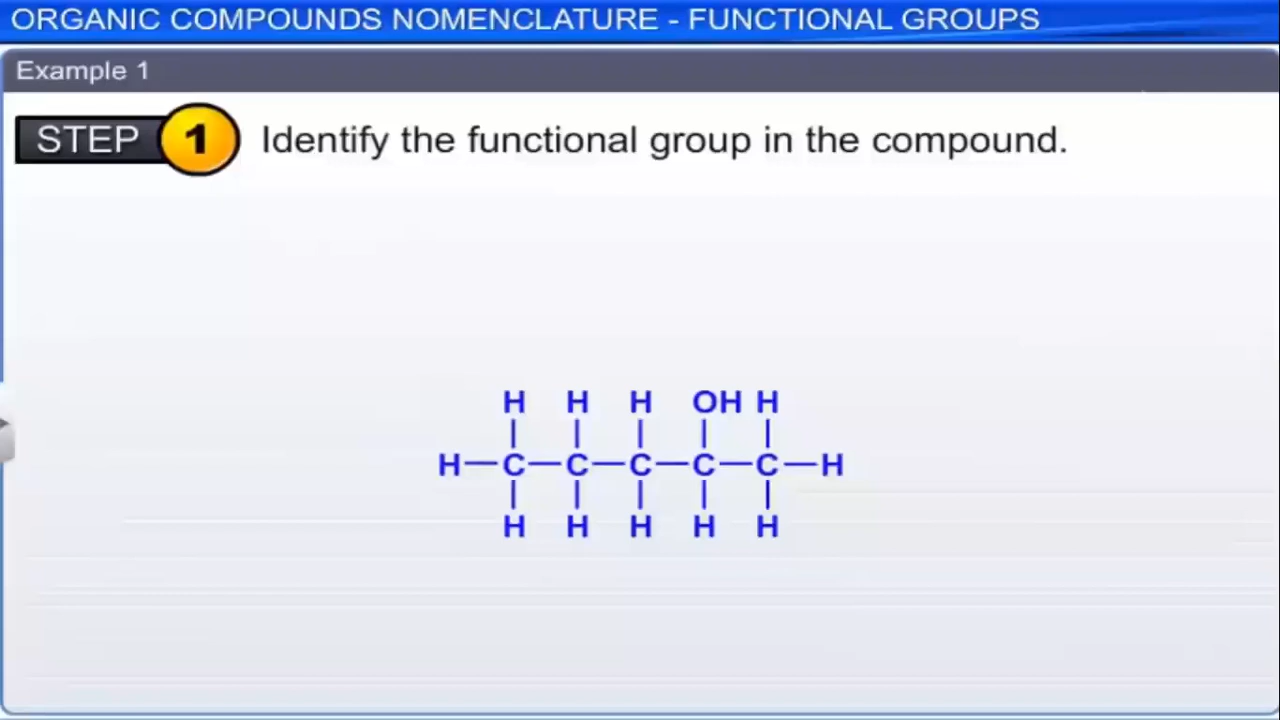 ORGANIC COMPOUNDS NOMENCLATURE - FUNCTIONAL GROUPS
Example 1
STEP 1 Identify the functional group in the compound.
H H H OH H
H—C—C—C—C—C—H
H H H H H